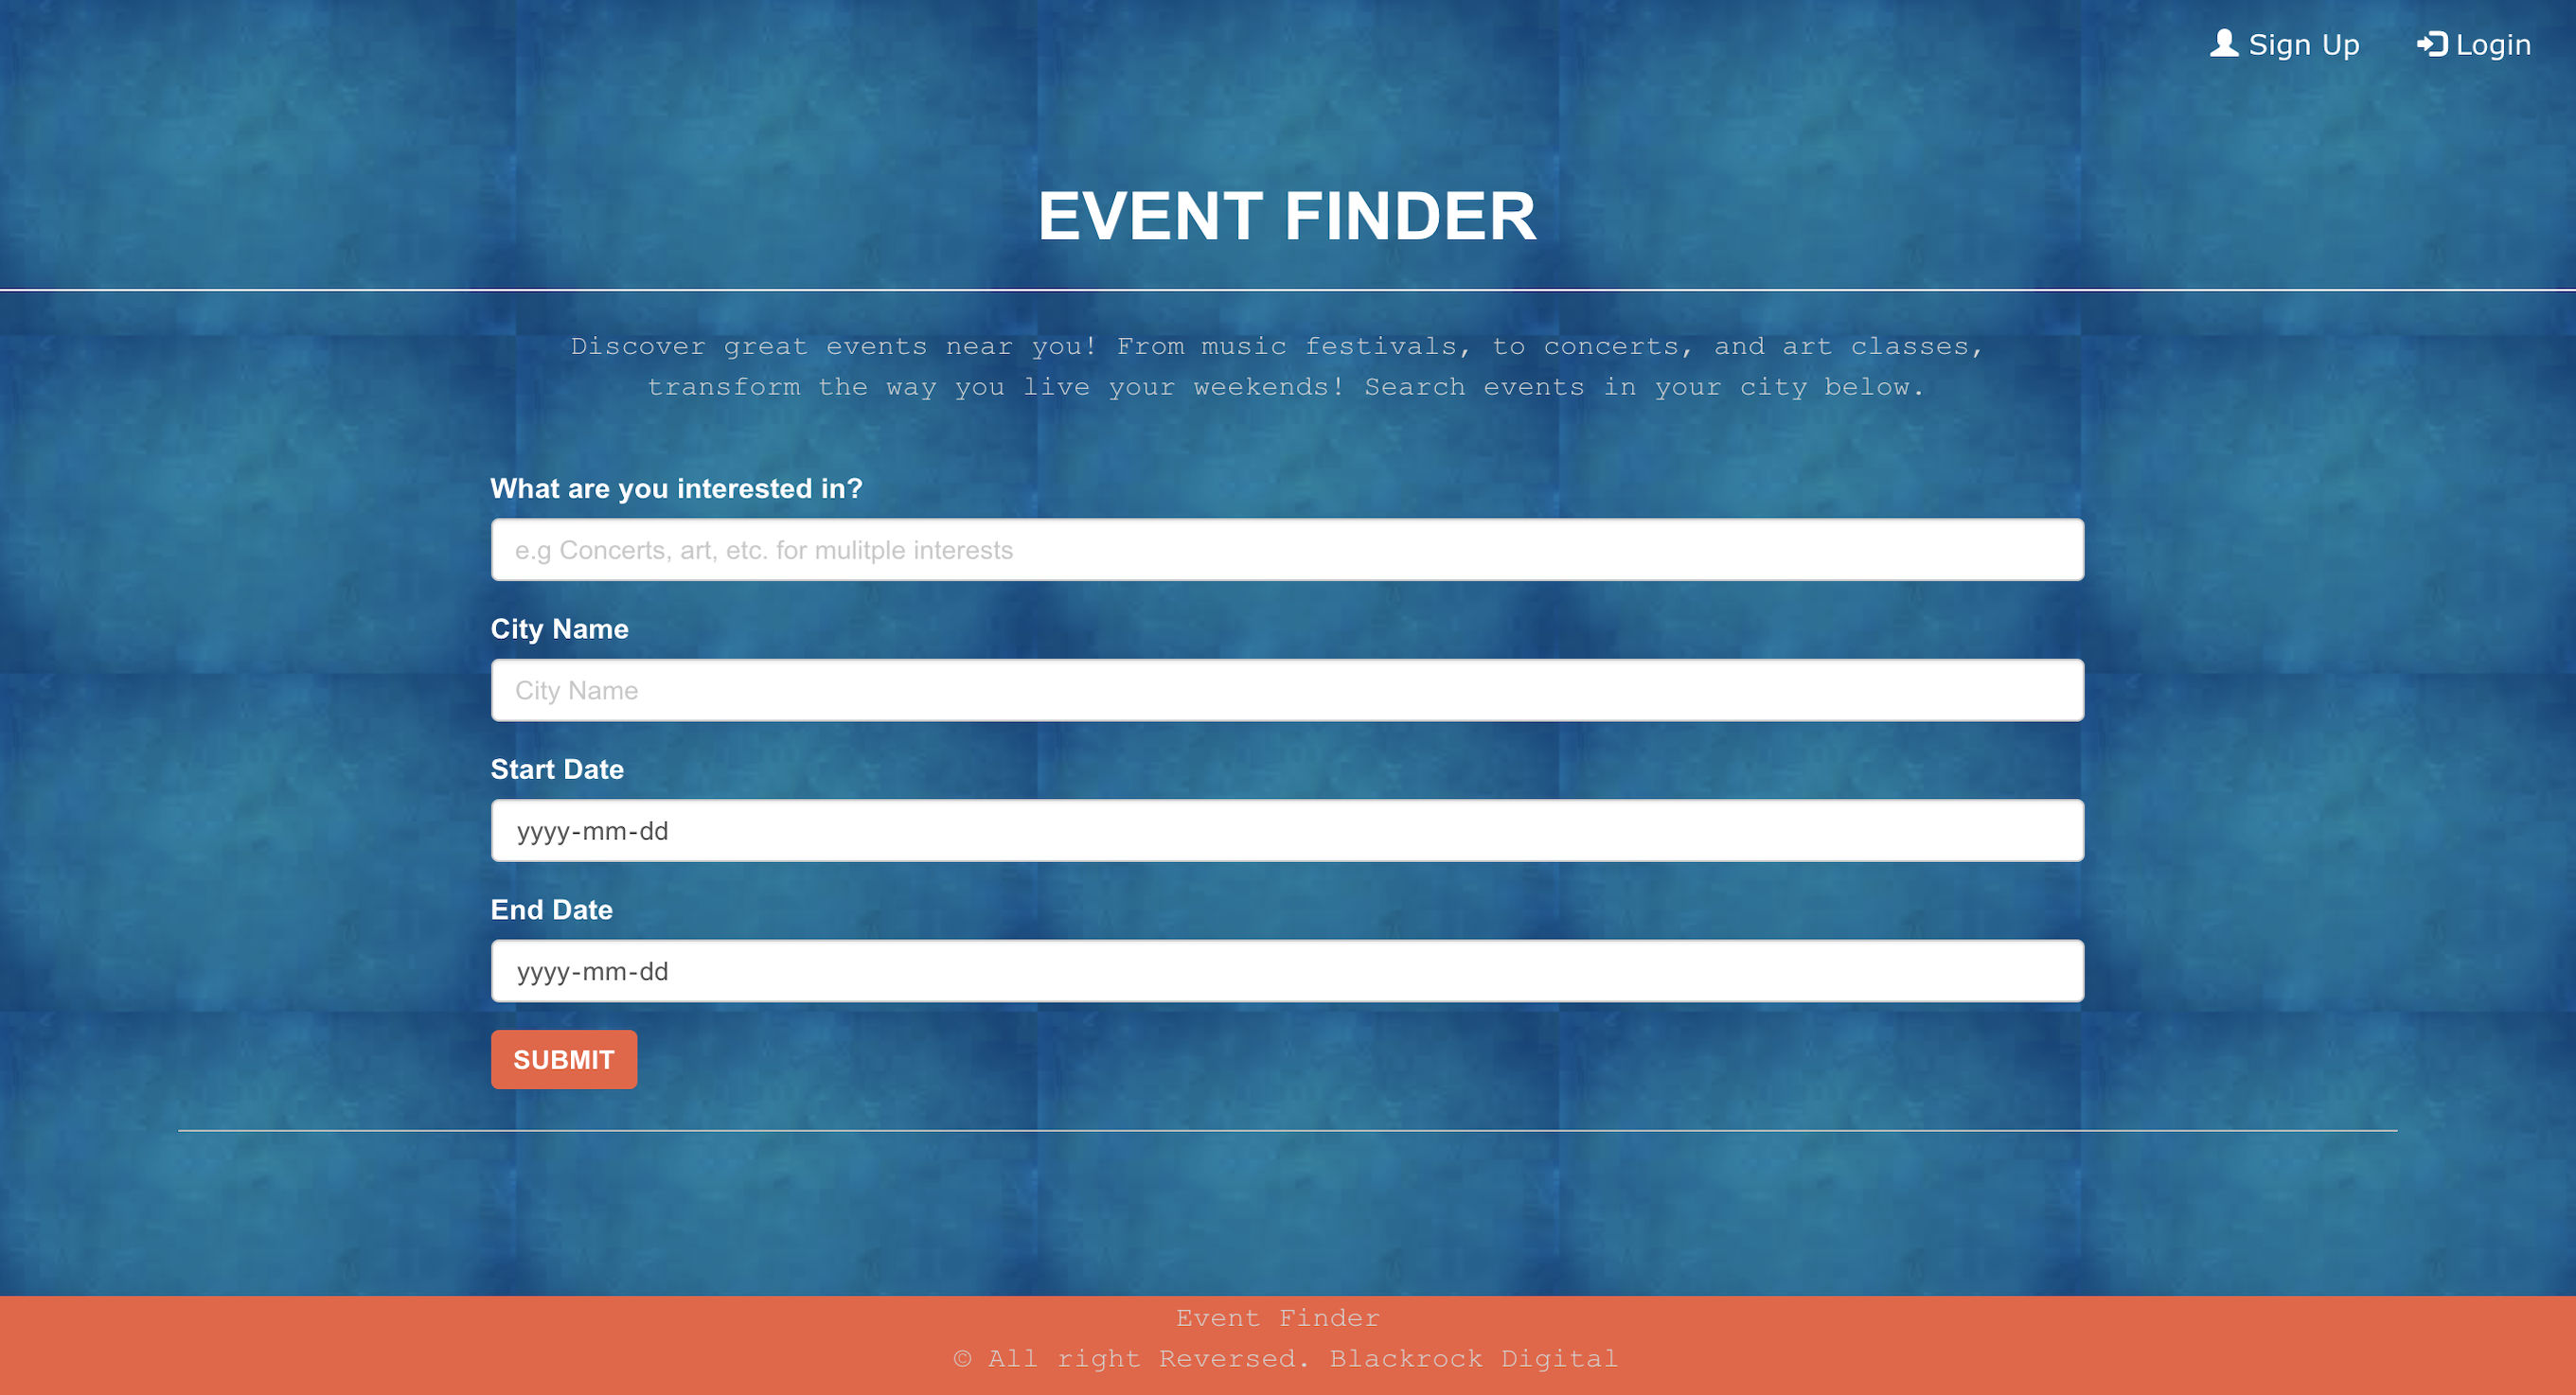 Sign Up
Login
EVENT FINDER
Discover great events near you! From music festivals, to concerts, and art classes,
transform the way you live your weekends! Search events in your city below.
What are you interested in?
e.g Concerts, art, etc. for mulitple interests
City Name
City Name
Start Date
yyyy-mm-dd
End Date
yyyy-mm-dd
SUBMIT
Event Finder
© All right Reversed. Blackrock Digital